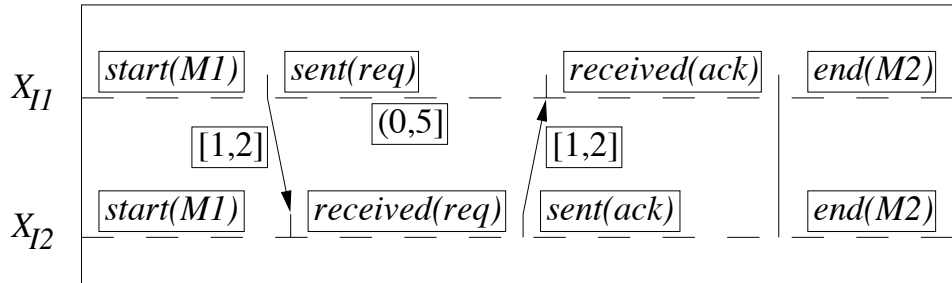 start(M1) sent(req) received(ack) end(M2)
X_{I1}
(0,5]
[1,2] [1,2]
start(M1) received(req) sent(ack) end(M2)
X_{I2}